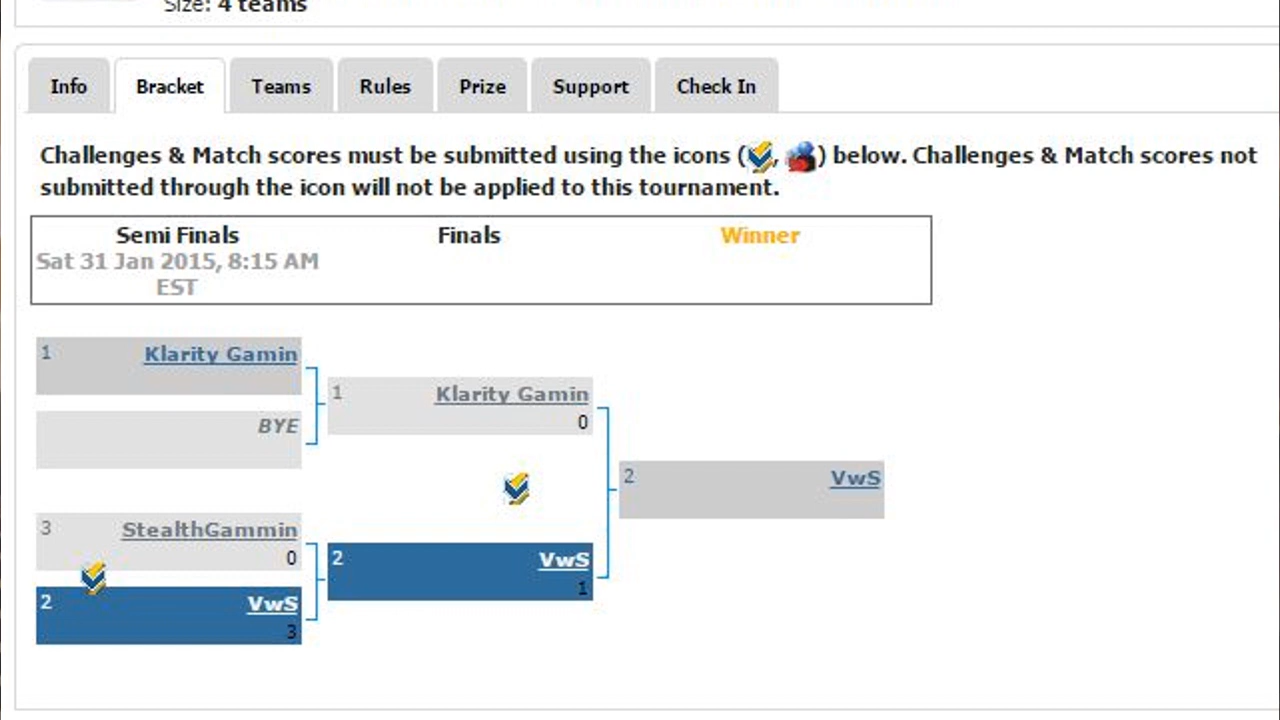 Size: 4 teams
Info
Bracket
Teams
Rules
Prize
Support
Check In
Challenges & Match scores must be submitted using the icons ( , ) below. Challenges & Match scores not
submitted through the icon will not be applied to this tournament.
Semi Finals
Finals
Winner
Sat 31 Jan 2015, 8:15 AM
EST
1 Klarity Gamin
BYE
1 Klarity Gamin
0
2 VwS
3 StealthGammin
0
2 VwS
3
2 VwS
1